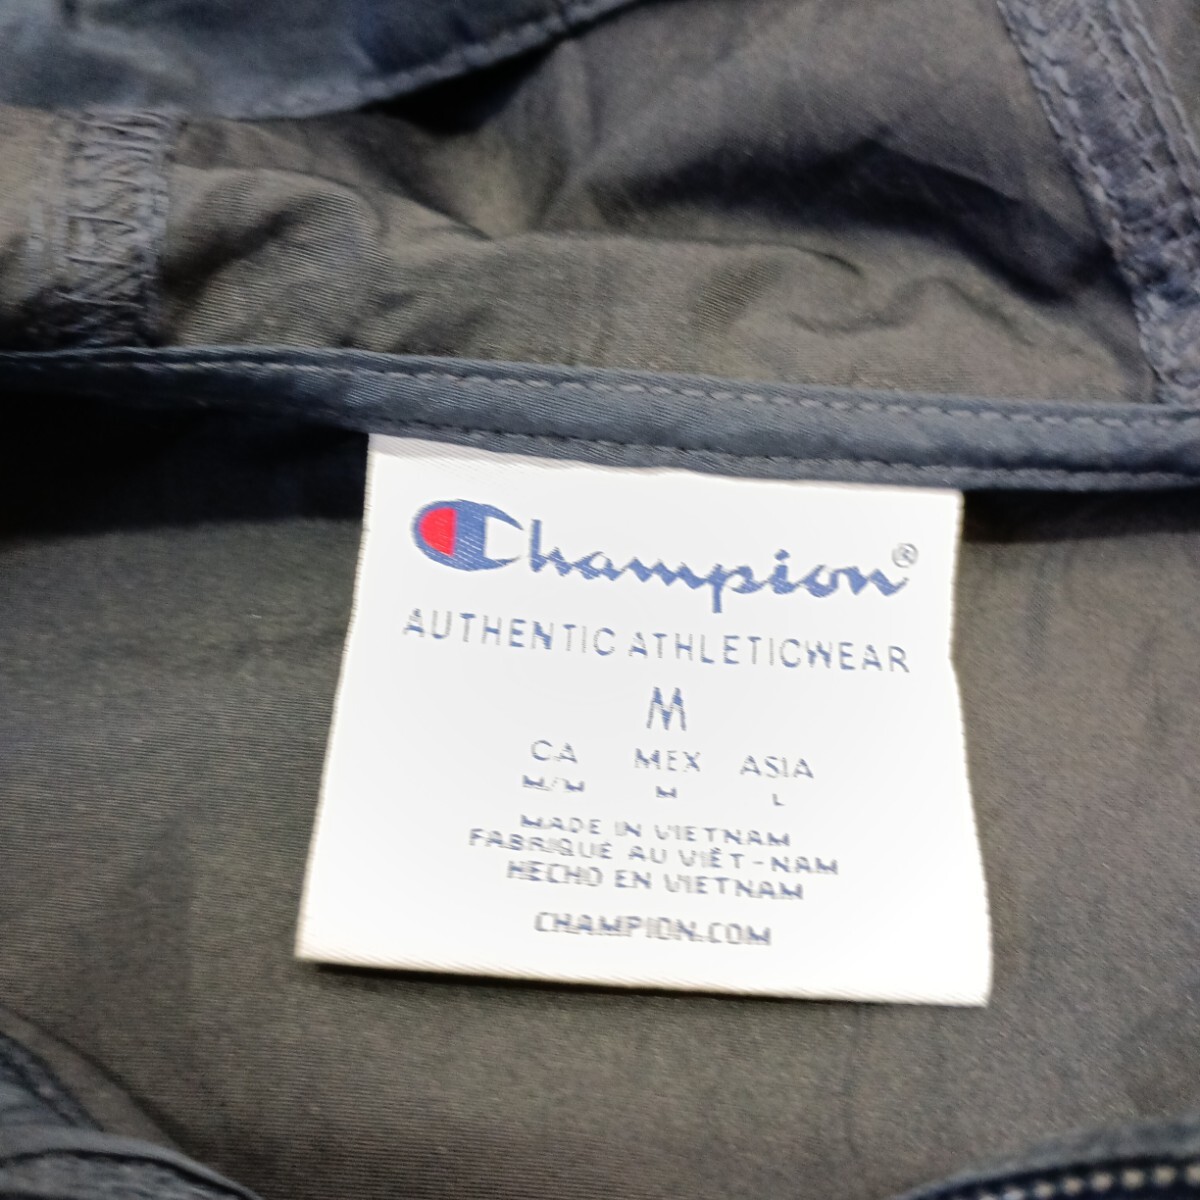 Champion®
AUTHENTIC ATHLETICWEAR
M
CA MEX ASIA
M/M M L
MADE IN VIETNAM
FABRIQUÉ AU VIÊT-NAM
HECHO EN VIETNAM
CHAMPION.COM